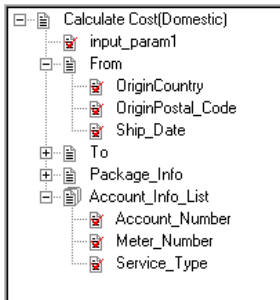 Calculate Cost(Domestic)
input_param1
From
OriginCountry
OriginPostal_Code
Ship_Date
To
Package_Info
Account_Info_List
Account_Number
Meter_Number
Service_Type